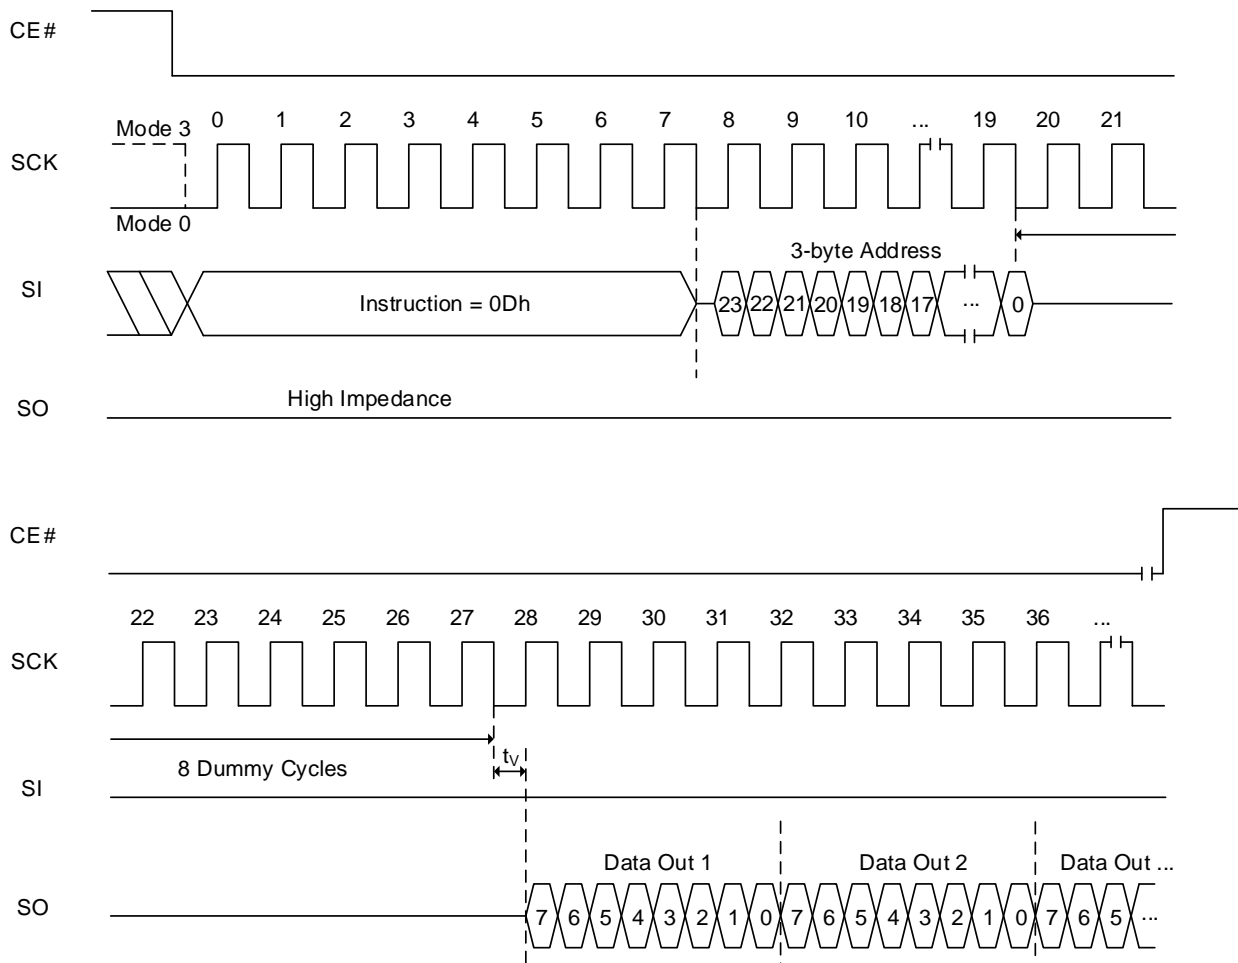 CE#
0 1 2 3 4 5 6 7 8 9 10 ... 19 20 21
Mode 3
SCK
Mode 0
3-byte Address
SI
Instruction = 0Dh
23 22 21 20 19 18 17 ... 0
High Impedance
SO
CE#
22 23 24 25 26 27 28 29 30 31 32 33 34 35 36 ...
SCK
tV
8 Dummy Cycles
SI
Data Out 1 Data Out 2 Data Out ...
SO
7 6 5 4 3 2 1 0 7 6 5 4 3 2 1 0 7 6 5 ...